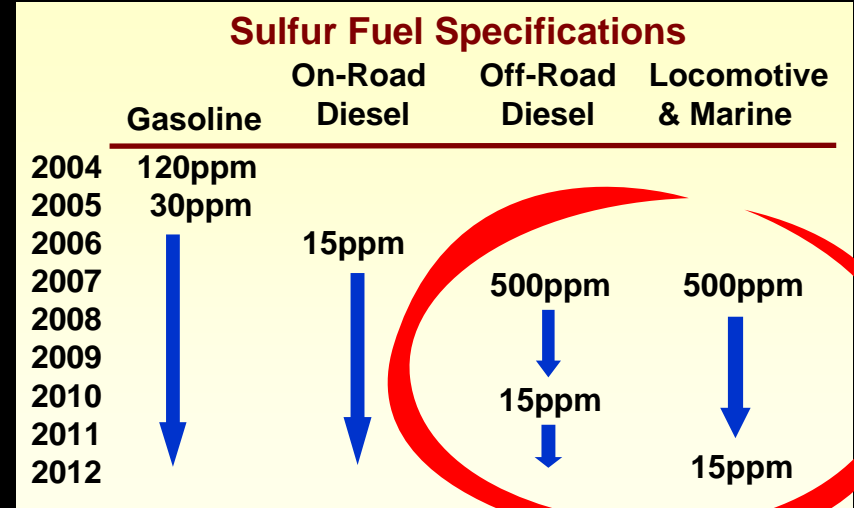 Sulfur Fuel Specifications
On-Road Off-Road Locomotive
Gasoline Diesel Diesel & Marine
2004 120ppm
2005 30ppm
2006 15ppm
2007 500ppm 500ppm
2008
2009
2010 15ppm
2011
2012 15ppm